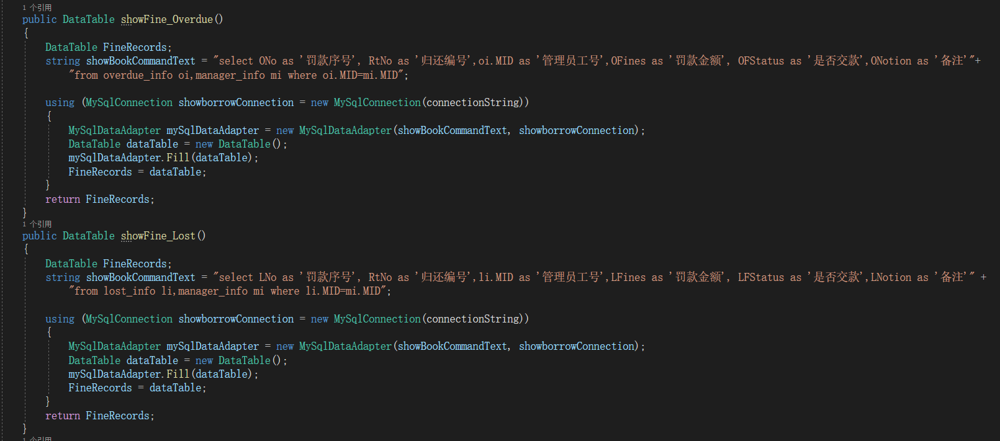 1 个引用
public DataTable showFine_Overdue()
{
DataTable FineRecords;
string showBookCommandText = "select ONo as '罚款序号', RtNo as '归还编号',oi.MID as '管理员工号',OFines as '罚款金额', OFStatus as '是否交款',ONotion as '备注'"+
"from overdue_info oi,manager_info mi where oi.MID=mi.MID";
using (MySqlConnection showborrowConnection = new MySqlConnection(connectionString))
{
MySqlDataAdapter mySqlDataAdapter = new MySqlDataAdapter(showBookCommandText, showborrowConnection);
DataTable dataTable = new DataTable();
mySqlDataAdapter.Fill(dataTable);
FineRecords = dataTable;
}
return FineRecords;
}
1 个引用
public DataTable showFine_Lost()
{
DataTable FineRecords;
string showBookCommandText = "select LNo as '罚款序号', RtNo as '归还编号',li.MID as '管理员工号',LFines as '罚款金额', LFStatus as '是否交款',LNotion as '备注'" +
"from lost_info li,manager_info mi where li.MID=mi.MID";
using (MySqlConnection showborrowConnection = new MySqlConnection(connectionString))
{
MySqlDataAdapter mySqlDataAdapter = new MySqlDataAdapter(showBookCommandText, showborrowConnection);
DataTable dataTable = new DataTable();
mySqlDataAdapter.Fill(dataTable);
FineRecords = dataTable;
}
return FineRecords;
}
1 个引用